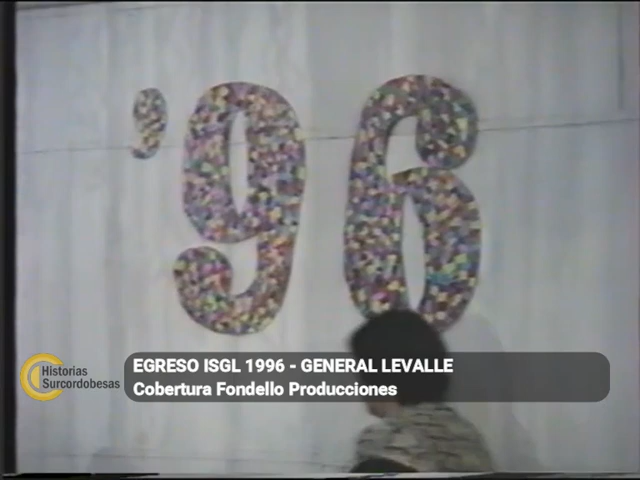 '96
Historias
Surcordobesas
EGRESO ISGL 1996 - GENERAL LEVALLE
Cobertura Fondello Producciones